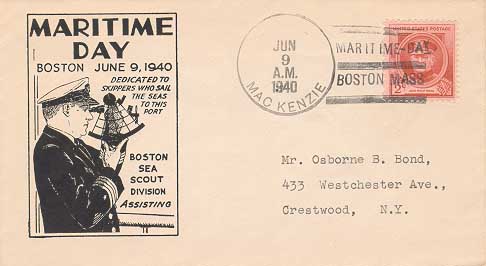 MARITIME
DAY
BOSTON JUNE 9, 1940
DEDICATED TO
SKIPPERS WHO SAIL
THE SEAS
TO THIS
PORT
BOSTON
SEA
SCOUT
DIVISION
ASSISTING
JUN
9
A.M.
1940
MAC KENZIE
MARITIME-DAY
BOSTON MASS
UNITED STATES POSTAGE
2¢
Mr. Osborne B. Bond,
433 Westchester Ave.,
Crestwood, N.Y.